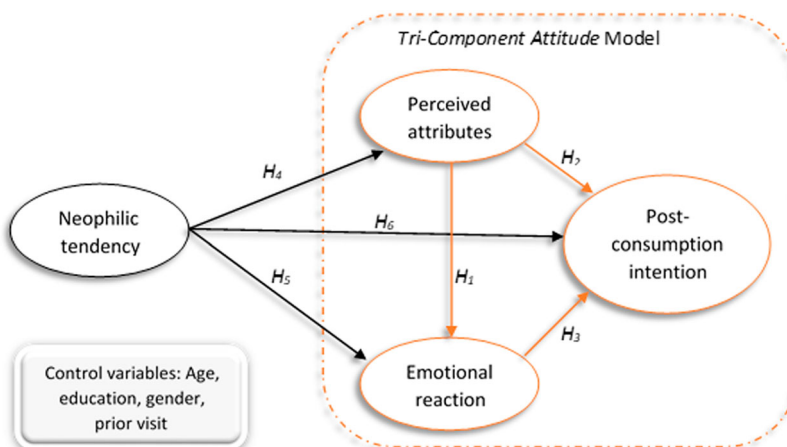 Tri-Component Attitude Model
Perceived
attributes
H4
H2
Neophilic
tendency
H6
Post-
consumption
intention
H5
H1
H3
Emotional
reaction
Control variables: Age,
education, gender,
prior visit